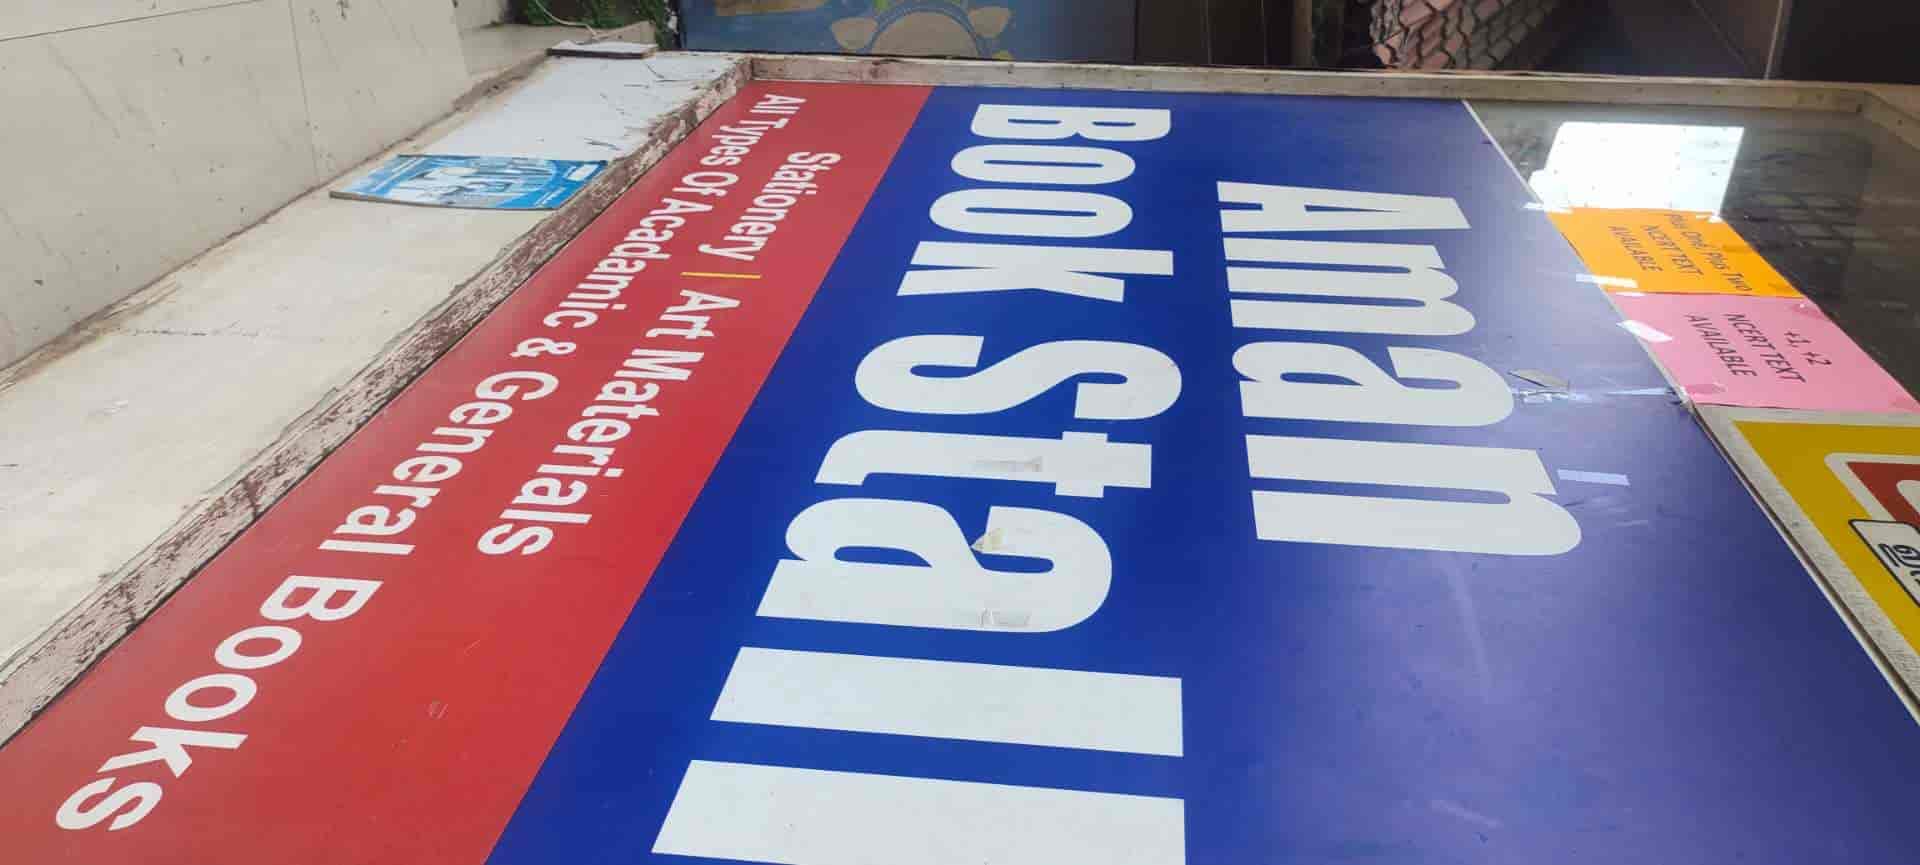 Plus One, Plus Two
NCERT TEXT
AVAILABLE
+1, +2
NCERT TEXT
AVAILABLE
Aman
Book Stall
Stationery | Art Materials
All Types Of Acadamic & General Books